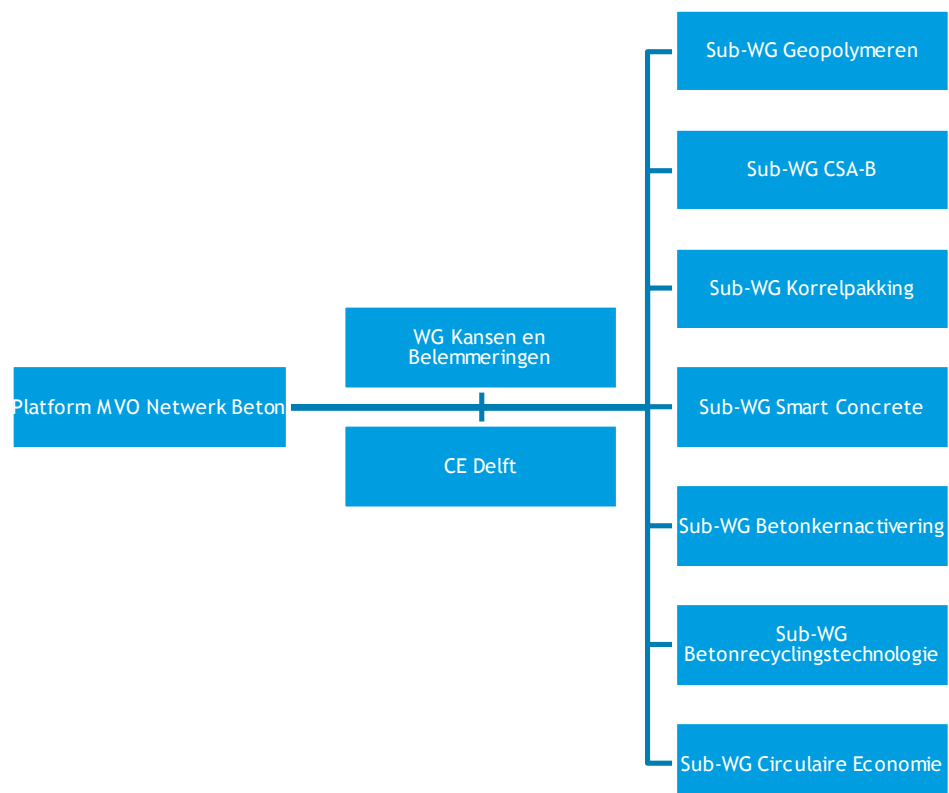 Platform MVO Netwerk Beton
WG Kansen en
Belemmeringen
CE Delft
Sub-WG Geopolymeren
Sub-WG CSA-B
Sub-WG Korrelpakking
Sub-WG Smart Concrete
Sub-WG Betonkernactivering
Sub-WG
Betonrecyclingstechnologie
Sub-WG Circulaire Economie